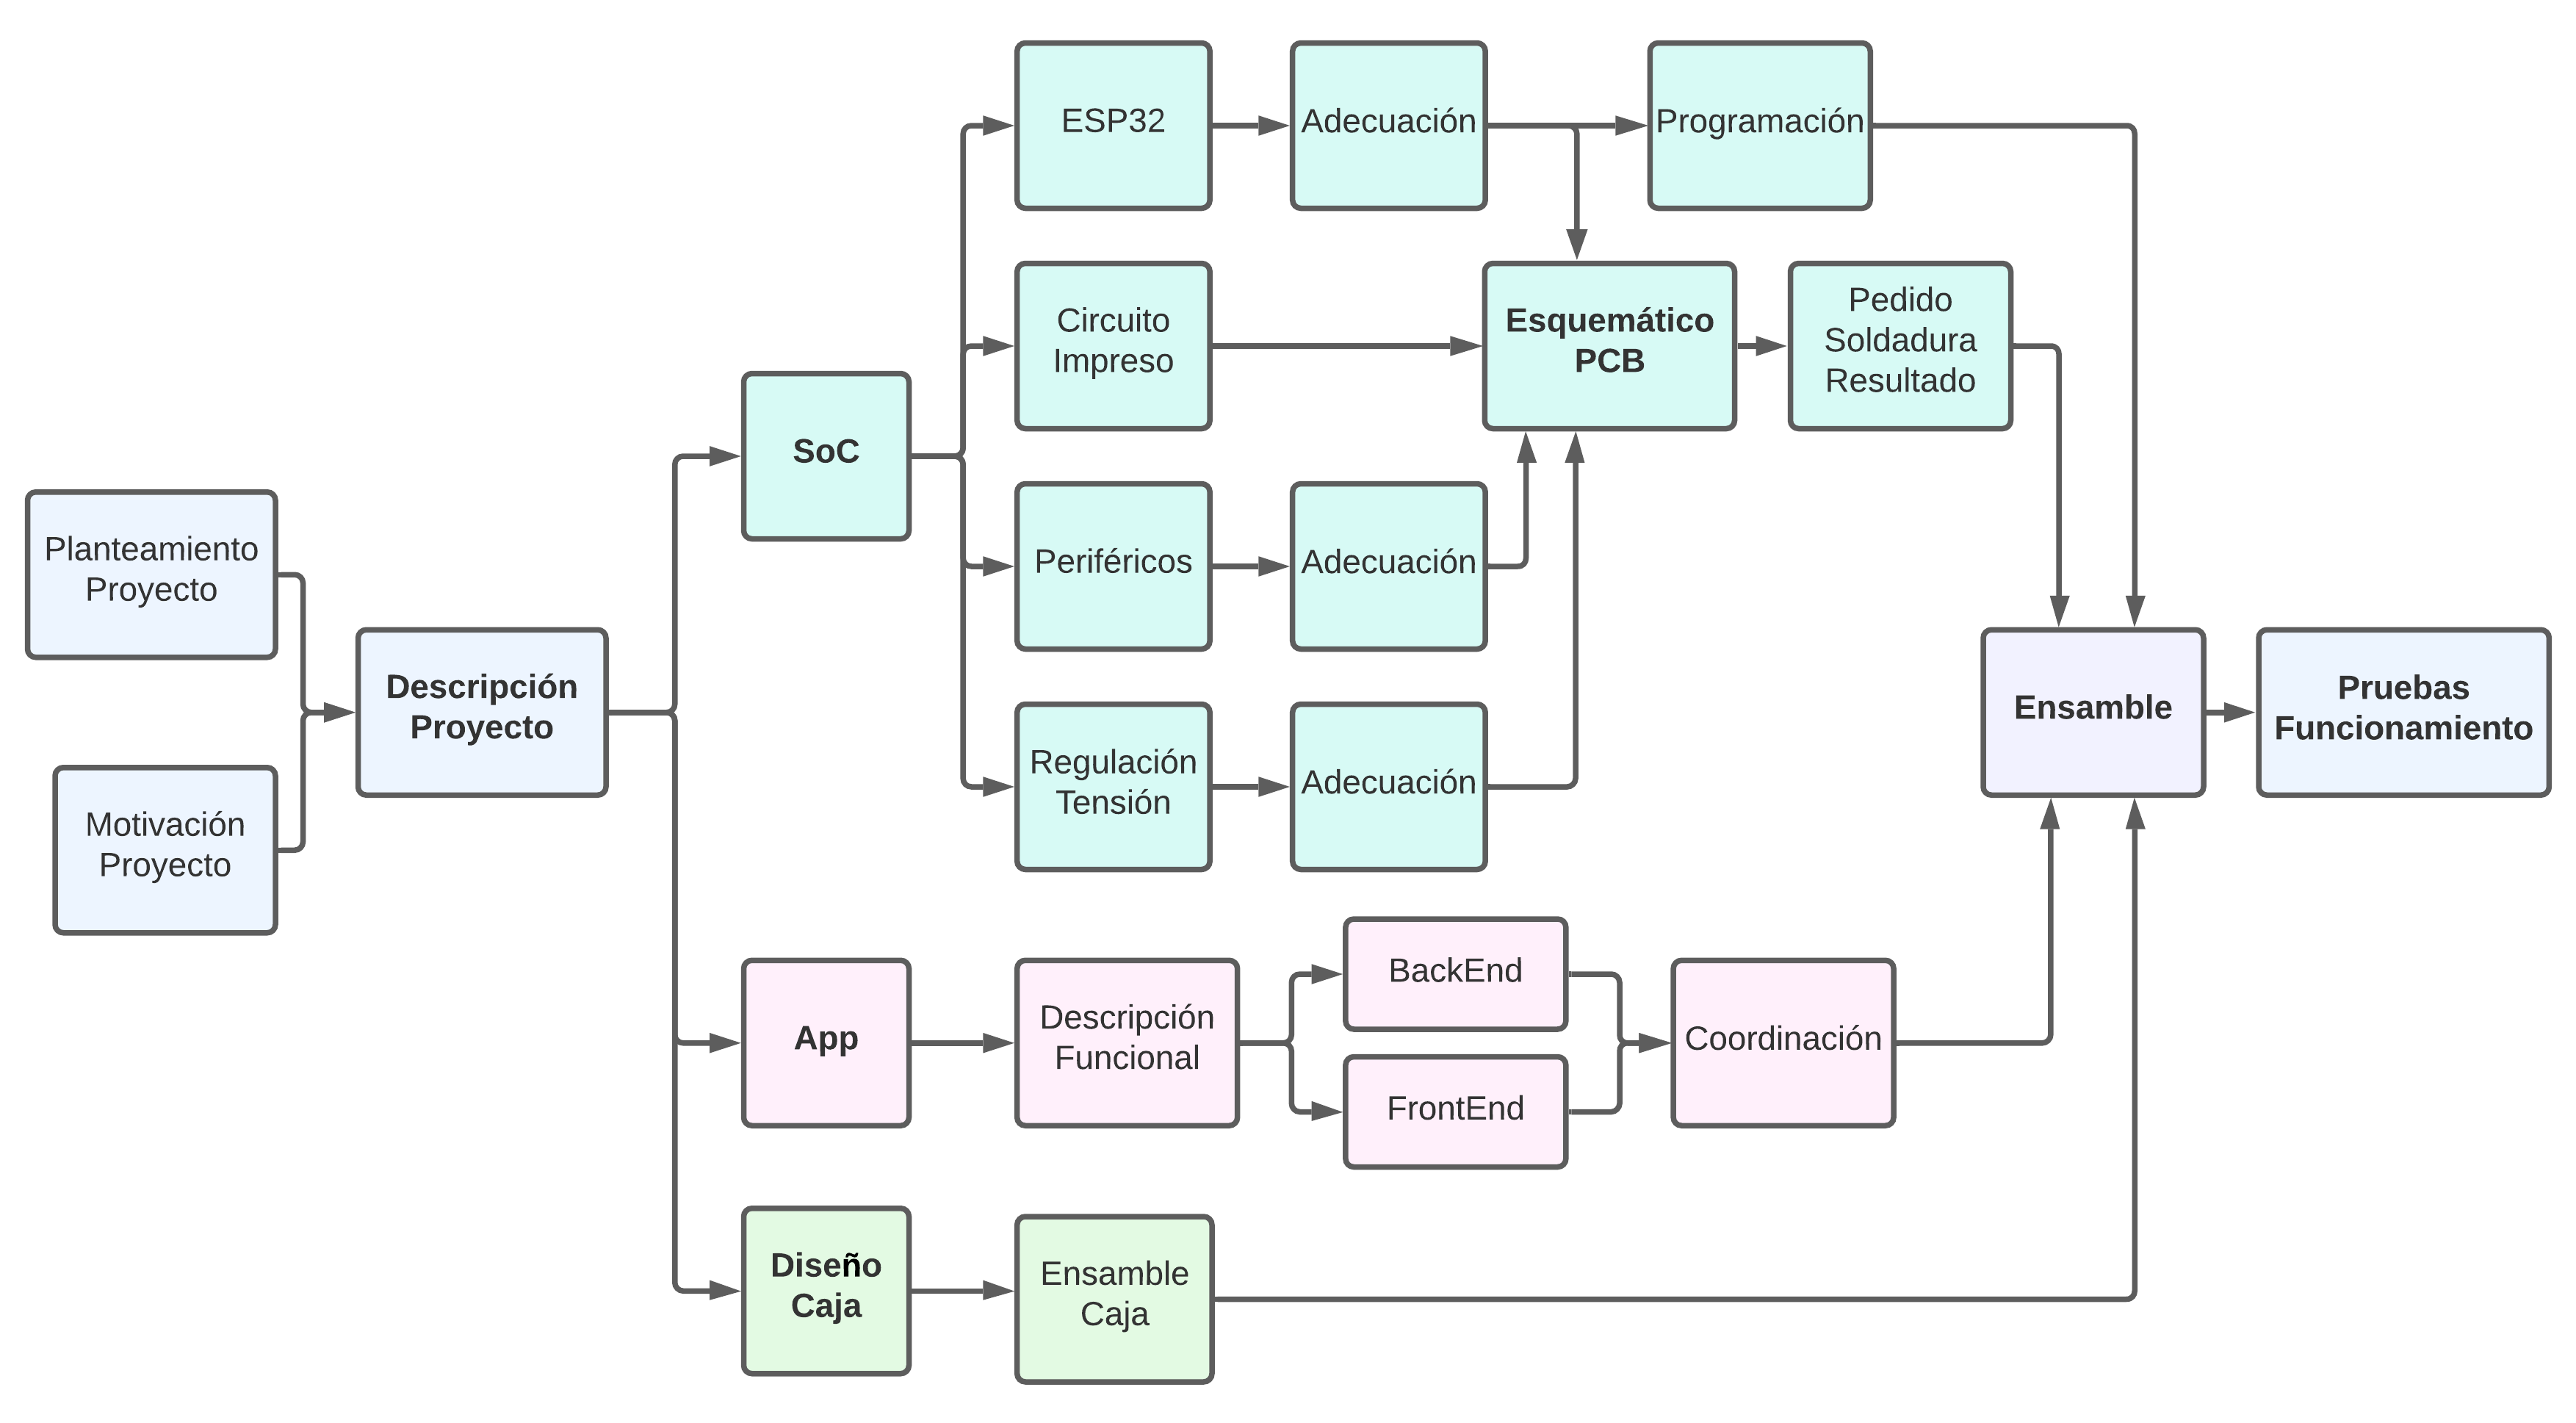 ESP32
Adecuación
Programación
Circuito
Impreso
Esquemático
PCB
Pedido
Soldadura
Resultado
SoC
Planteamiento
Proyecto
Periféricos
Adecuación
Descripción
Proyecto
Regulación
Tensión
Adecuación
Ensamble
Pruebas
Funcionamiento
Motivación
Proyecto
App
Descripción
Funcional
BackEnd
FrontEnd
Coordinación
Diseño
Caja
Ensamble
Caja